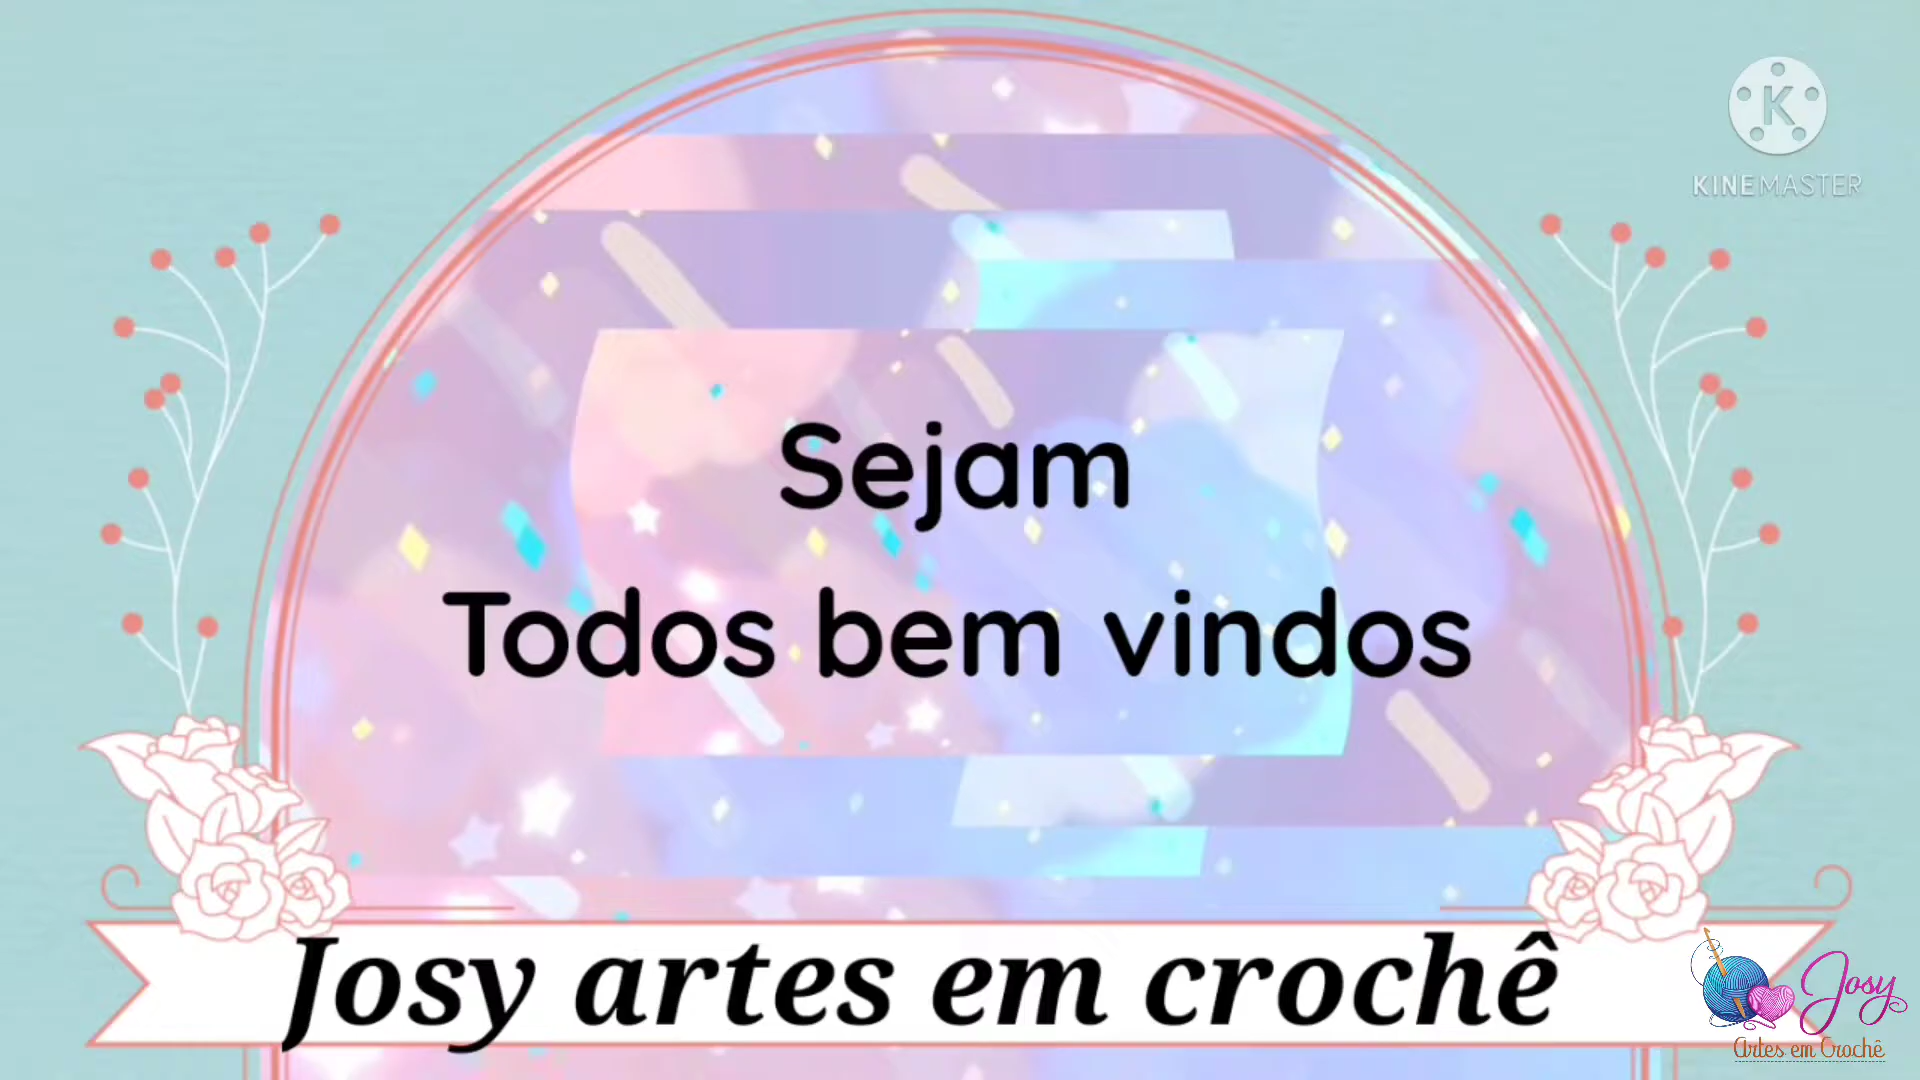 K
KINEMASTER
Sejam
Todos bem vindos
Josy artes em crochê
Josy
Artes em Crochê